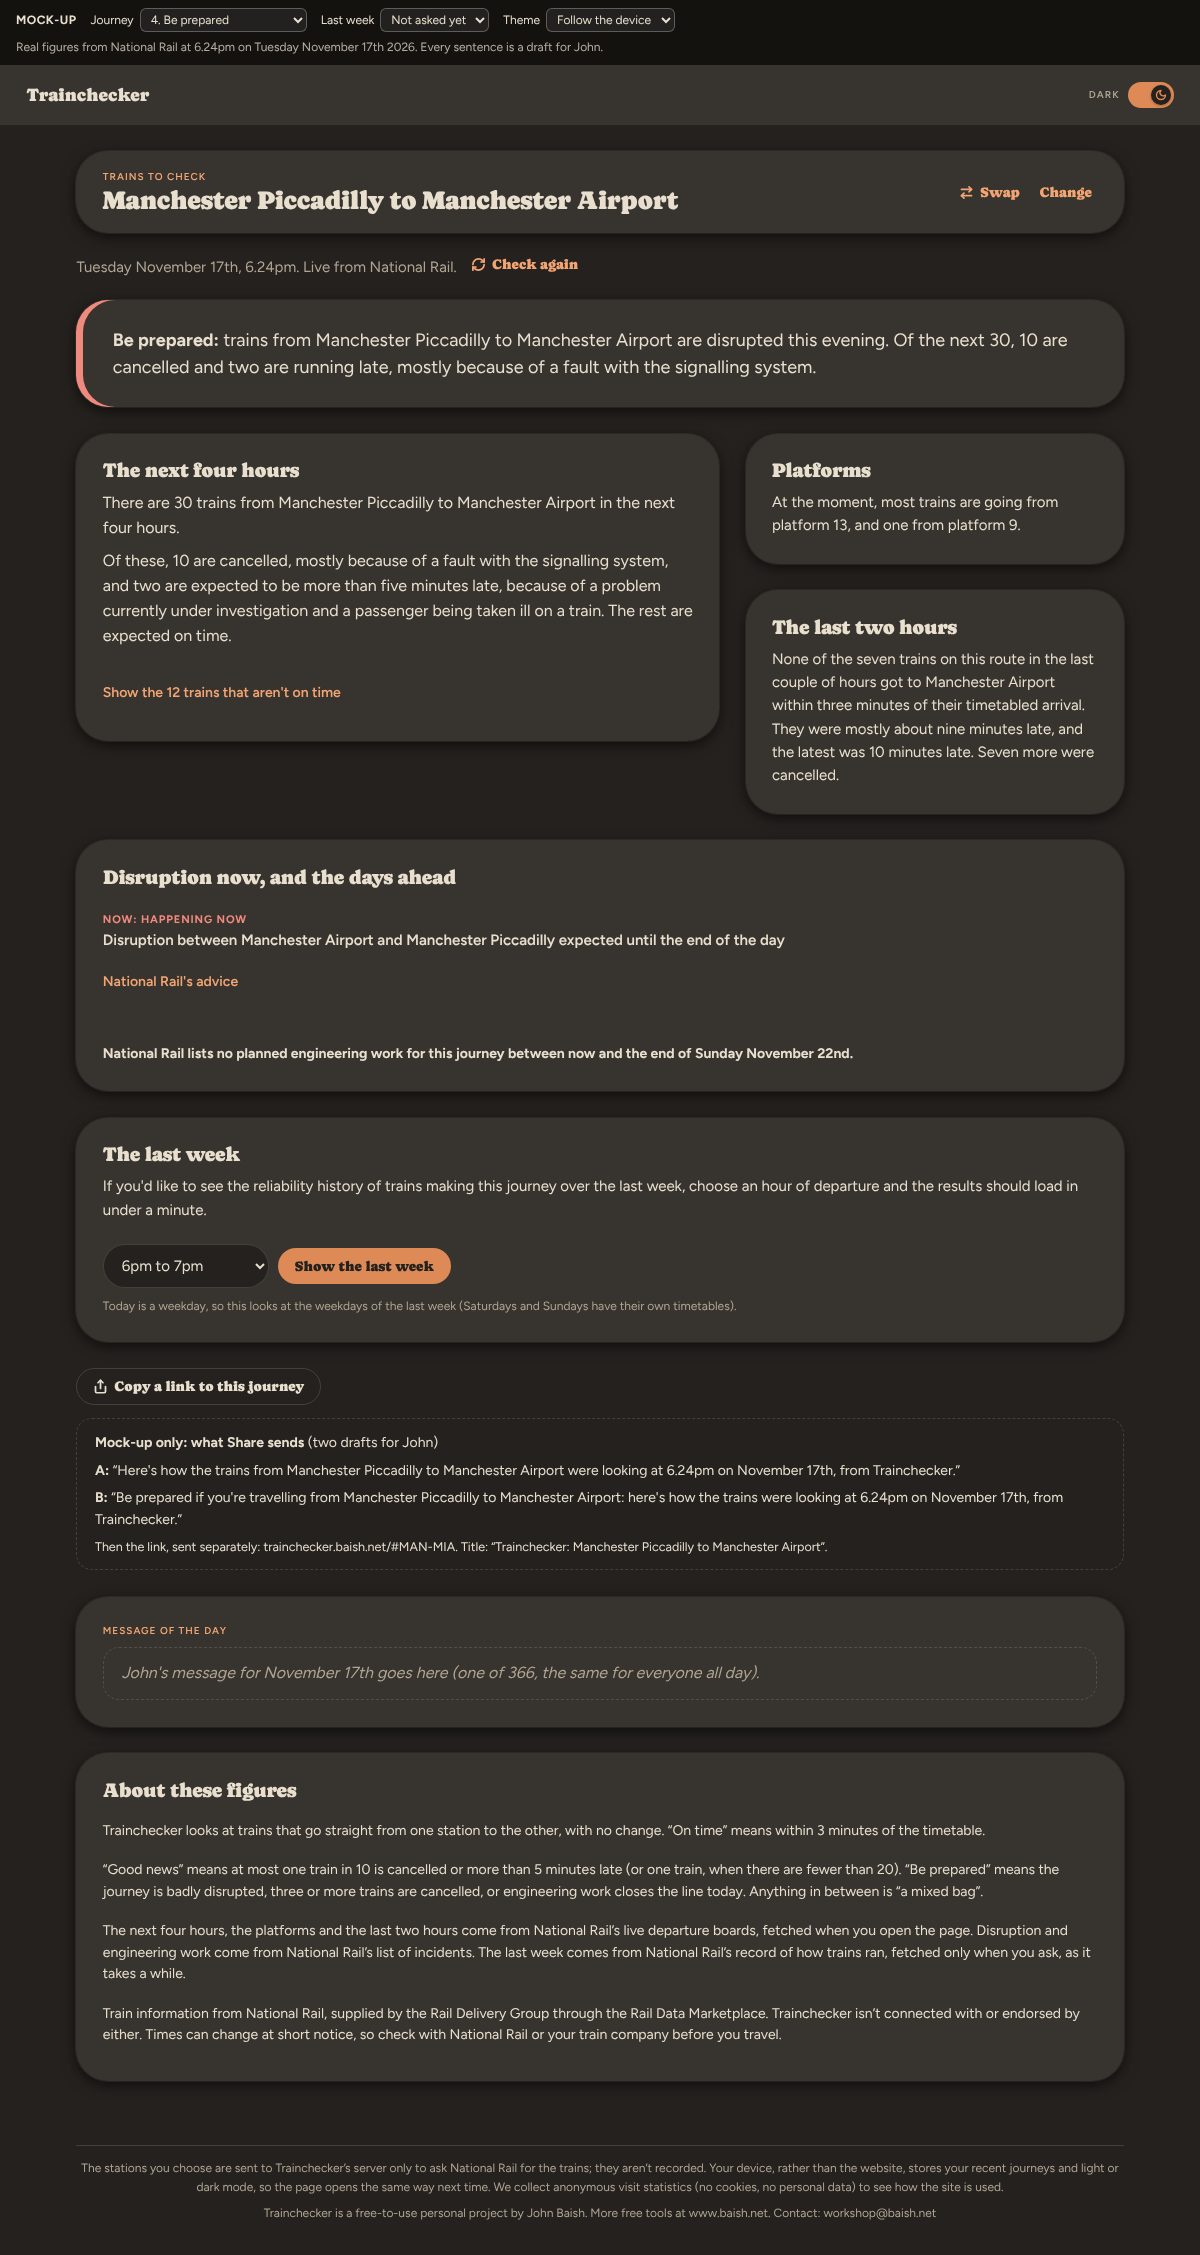 MOCK-UP Journey 4. Be prepared Last week Not asked yet Theme Follow the device
Real figures from National Rail at 6.24pm on Tuesday November 17th 2026. Every sentence is a draft for John.
Trainchecker
DARK
TRAINS TO CHECK
Manchester Piccadilly to Manchester Airport
Swap Change
Tuesday November 17th, 6.24pm. Live from National Rail. Check again
Be prepared: trains from Manchester Piccadilly to Manchester Airport are disrupted this evening. Of the next 30, 10 are
cancelled and two are running late, mostly because of a fault with the signalling system.
The next four hours
There are 30 trains from Manchester Piccadilly to Manchester Airport in the next
four hours.
Of these, 10 are cancelled, mostly because of a fault with the signalling system,
and two are expected to be more than five minutes late, because of a problem
currently under investigation and a passenger being taken ill on a train. The rest are
expected on time.
Show the 12 trains that aren't on time
Platforms
At the moment, most trains are going from
platform 13, and one from platform 9.
The last two hours
None of the seven trains on this route in the last
couple of hours got to Manchester Airport
within three minutes of their timetabled arrival.
They were mostly about nine minutes late, and
the latest was 10 minutes late. Seven more were
cancelled.
Disruption now, and the days ahead
NOW: HAPPENING NOW
Disruption between Manchester Airport and Manchester Piccadilly expected until the end of the day
National Rail's advice
National Rail lists no planned engineering work for this journey between now and the end of Sunday November 22nd.
The last week
If you'd like to see the reliability history of trains making this journey over the last week, choose an hour of departure and the results should load in
under a minute.
6pm to 7pm Show the last week
Today is a weekday, so this looks at the weekdays of the last week (Saturdays and Sundays have their own timetables).
Copy a link to this journey
Mock-up only: what Share sends (two drafts for John)
A: “Here's how the trains from Manchester Piccadilly to Manchester Airport were looking at 6.24pm on November 17th, from Trainchecker.”
B: “Be prepared if you're travelling from Manchester Piccadilly to Manchester Airport: here's how the trains were looking at 6.24pm on November 17th, from
Trainchecker.”
Then the link, sent separately: trainchecker.baish.net/#MAN-MIA. Title: “Trainchecker: Manchester Piccadilly to Manchester Airport”.
MESSAGE OF THE DAY
John's message for November 17th goes here (one of 366, the same for everyone all day).
About these figures
Trainchecker looks at trains that go straight from one station to the other, with no change. “On time” means within 3 minutes of the timetable.
“Good news” means at most one train in 10 is cancelled or more than 5 minutes late (or one train, when there are fewer than 20). “Be prepared” means the
journey is badly disrupted, three or more trains are cancelled, or engineering work closes the line today. Anything in between is “a mixed bag”.
The next four hours, the platforms and the last two hours come from National Rail’s live departure boards, fetched when you open the page. Disruption and
engineering work come from National Rail’s list of incidents. The last week comes from National Rail’s record of how trains ran, fetched only when you ask, as it
takes a while.
Train information from National Rail, supplied by the Rail Delivery Group through the Rail Data Marketplace. Trainchecker isn’t connected with or endorsed by
either. Times can change at short notice, so check with National Rail or your train company before you travel.
The stations you choose are sent to Trainchecker’s server only to ask National Rail for the trains; they aren’t recorded. Your device, rather than the website, stores your recent journeys and light or
dark mode, so the page opens the same way next time. We collect anonymous visit statistics (no cookies, no personal data) to see how the site is used.
Trainchecker is a free-to-use personal project by John Baish. More free tools at www.baish.net. Contact: workshop@baish.net